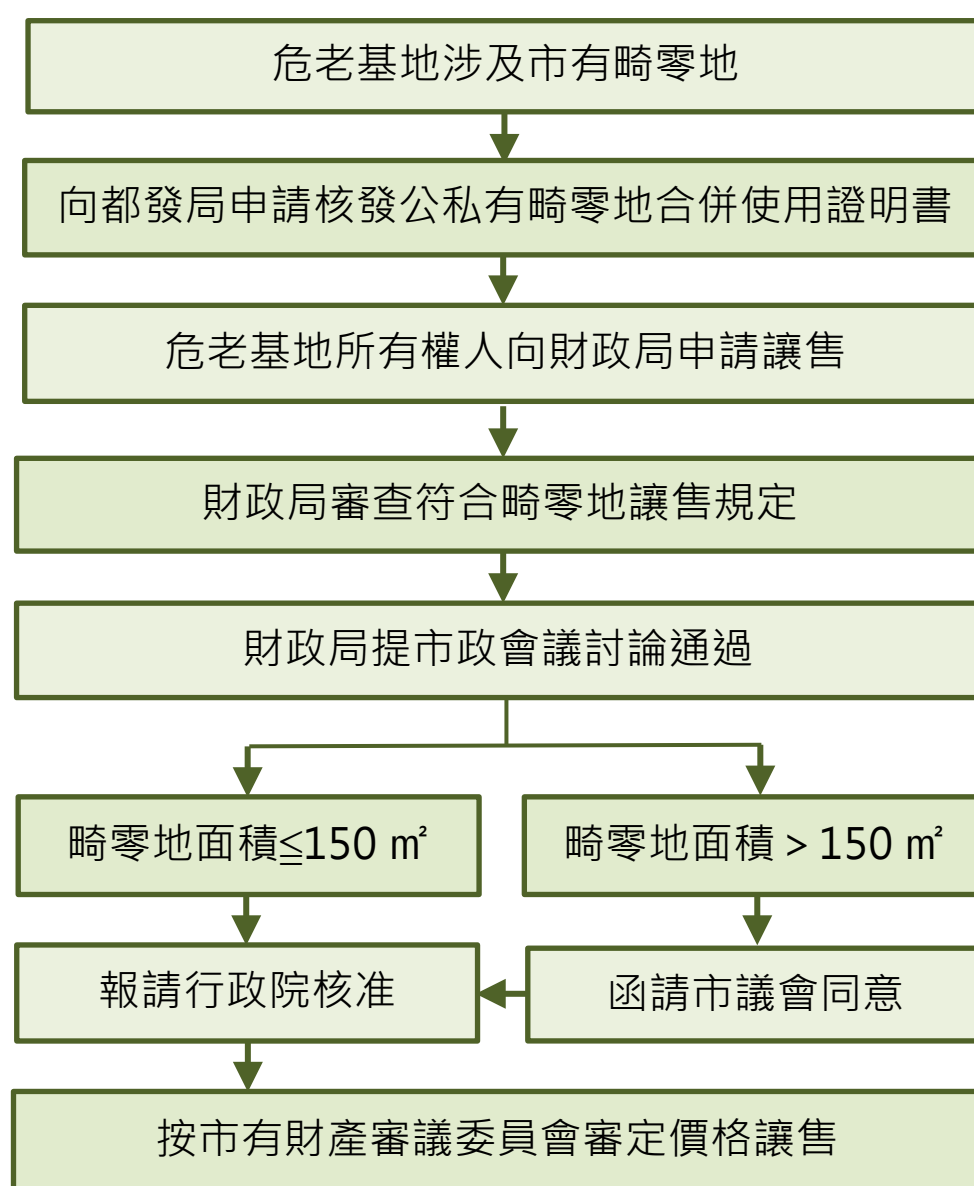 危老基地涉及市有畸零地
向都發局申請核發公私有畸零地合併使用證明書
危老基地所有權人向財政局申請讓售
財政局審查符合畸零地讓售規定
財政局提市政會議討論通過
畸零地面積≦150 ㎡
畸零地面積 > 150 ㎡
報請行政院核准
函請市議會同意
按市有財產審議委員會審定價格讓售